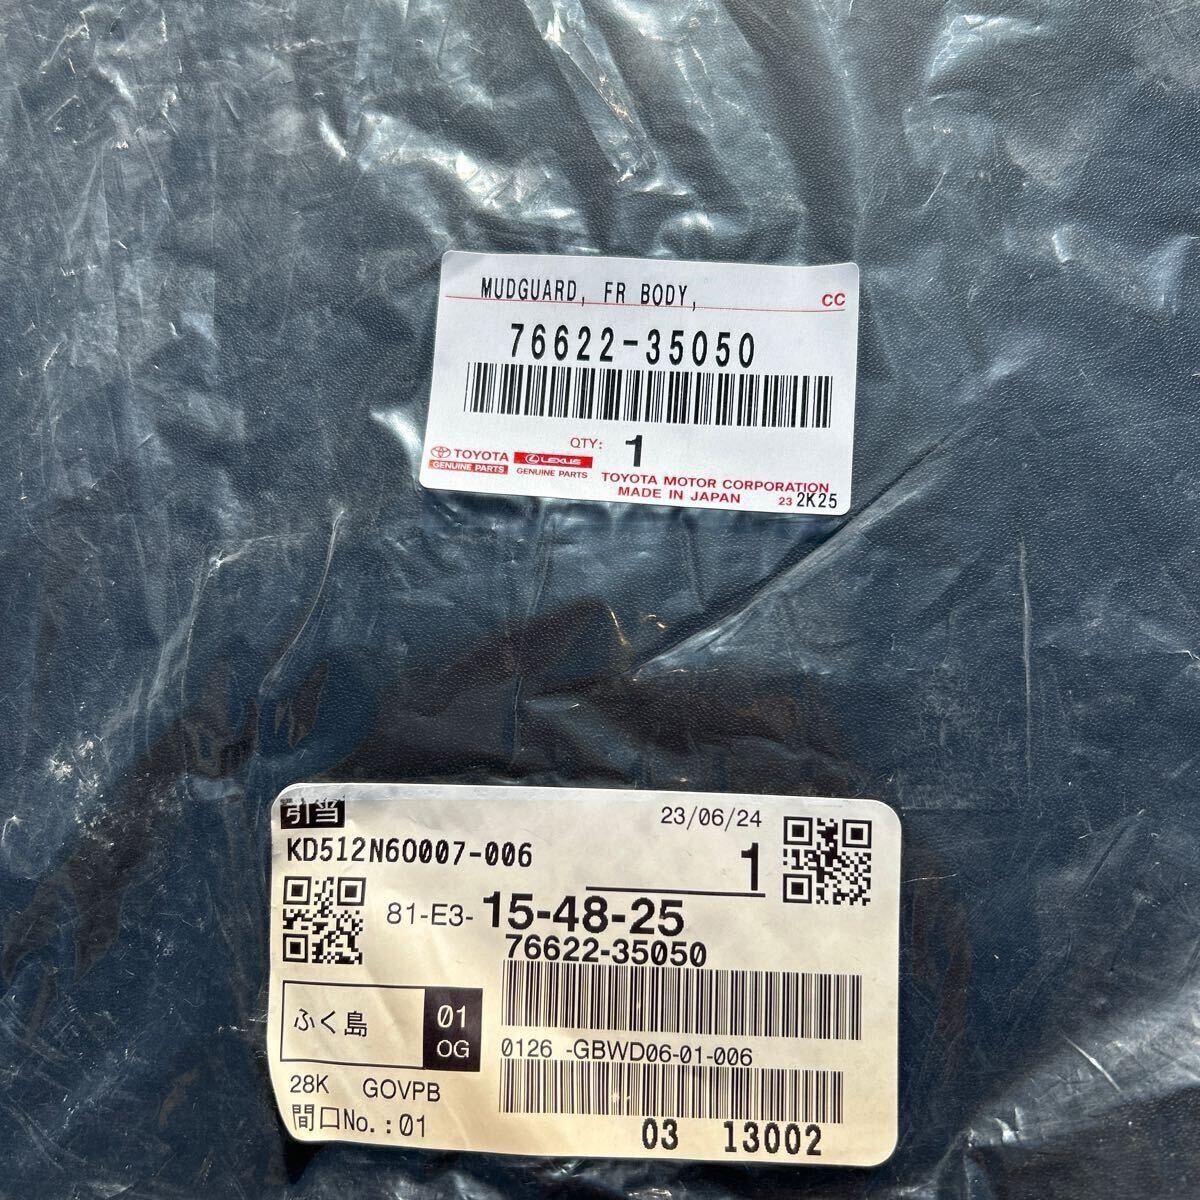 MUDGUARD, FR BODY,
CC
76622-35050
QTY: 1
TOYOTA
GENUINE PARTS
LEXUS
GENUINE PARTS
TOYOTA MOTOR CORPORATION
MADE IN JAPAN
23 2K25
引当
23/06/24
KD512N60007-006
1
81-E3-15-48-25
76622-35050
ふく島
01
OG
0126 -GBWD06-01-006
28K GOVPB
間口No.:01
03 13002